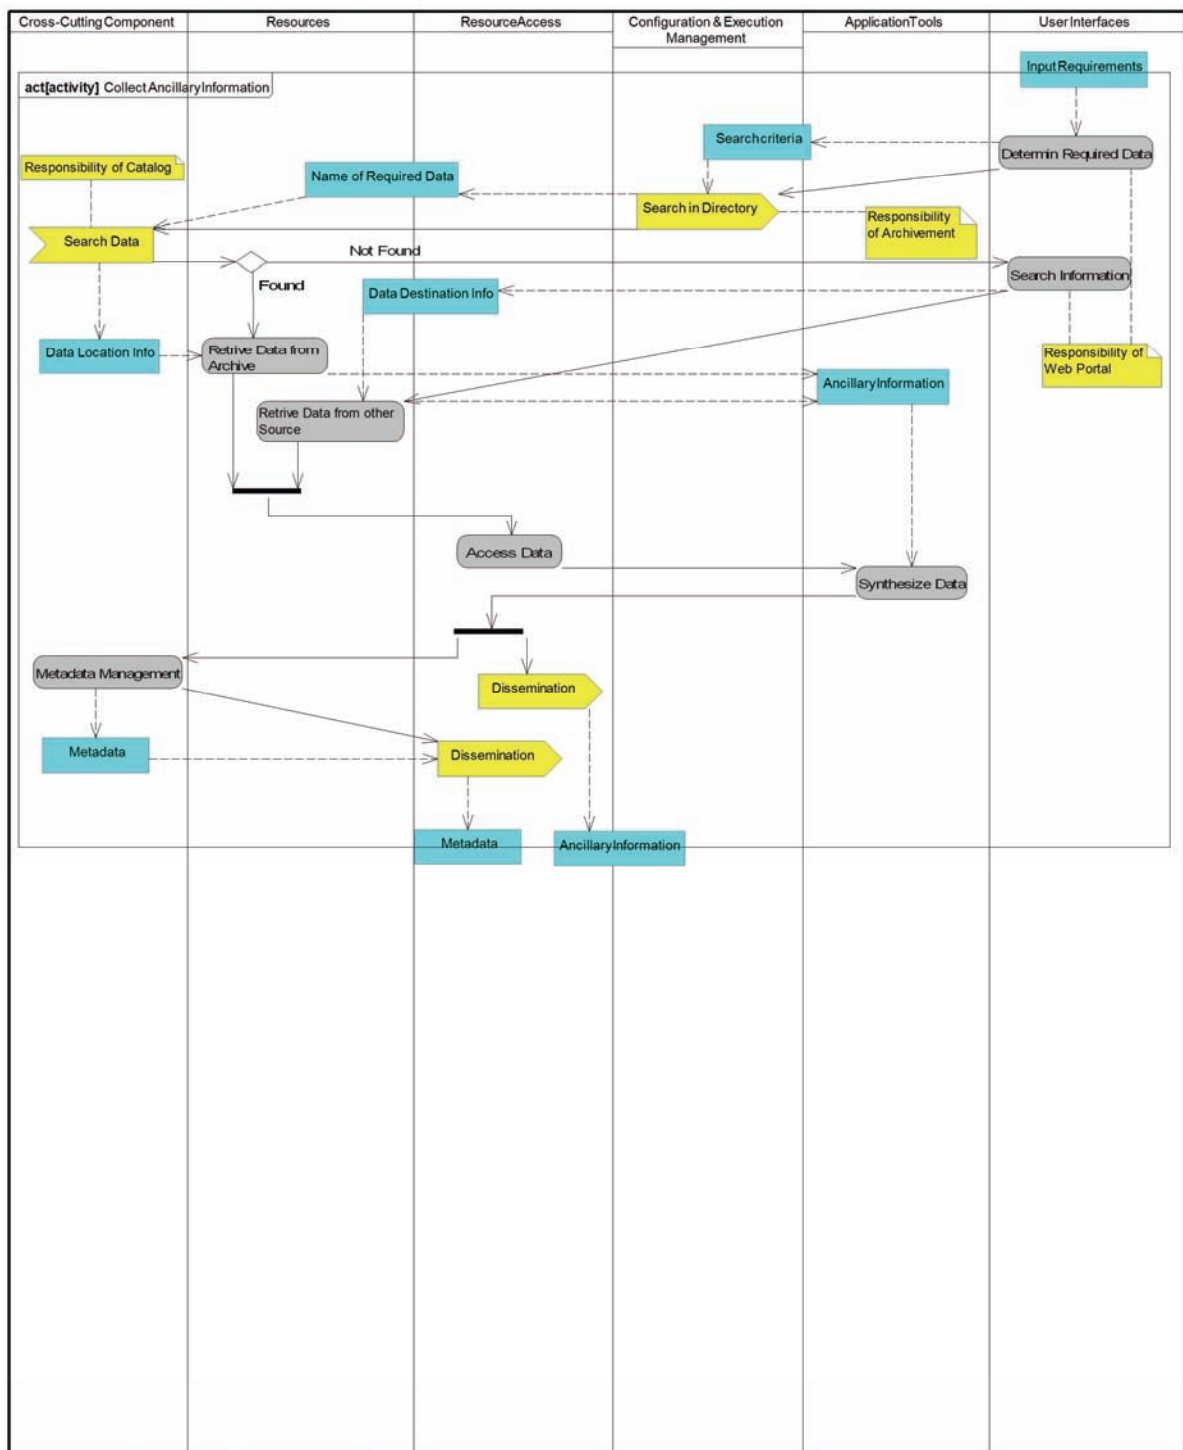 Cross-Cutting Component
Resources
ResourceAccess
Configuration & Execution
Management
ApplicationTools
UserInterfaces
act[activity] CollectAncillaryInformation
InputRequirements
Searchcriteria
Determin Required Data
Responsibility of Catalog
Name of Required Data
Search in Directory
Responsibility
of Archivement
Search Data
Not Found
Found
Search Information
Data Destination Info
Data Location Info
Retrive Data from
Archive
Responsibility of
Web Portal
AncillaryInformation
Retrive Data from other
Source
Access Data
Synthesize Data
Metadata Management
Dissemination
Metadata
Dissemination
Metadata
AncillaryInformation